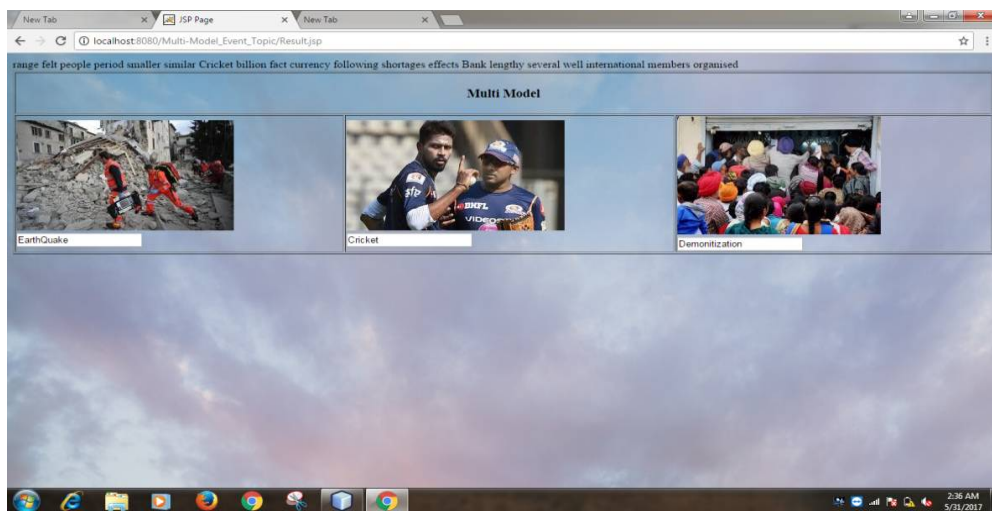 New Tab
JSP Page
New Tab
localhost:8080/Multi-Model_Event_Topic/Result.jsp
range felt people period smaller similar Cricket billion fact currency following shortages effects Bank lengthy several well international members organised
Multi Model
BMFL
VIDEOCON
EarthQuake
Cricket
Demonitization
2:36 AM
5/31/2017